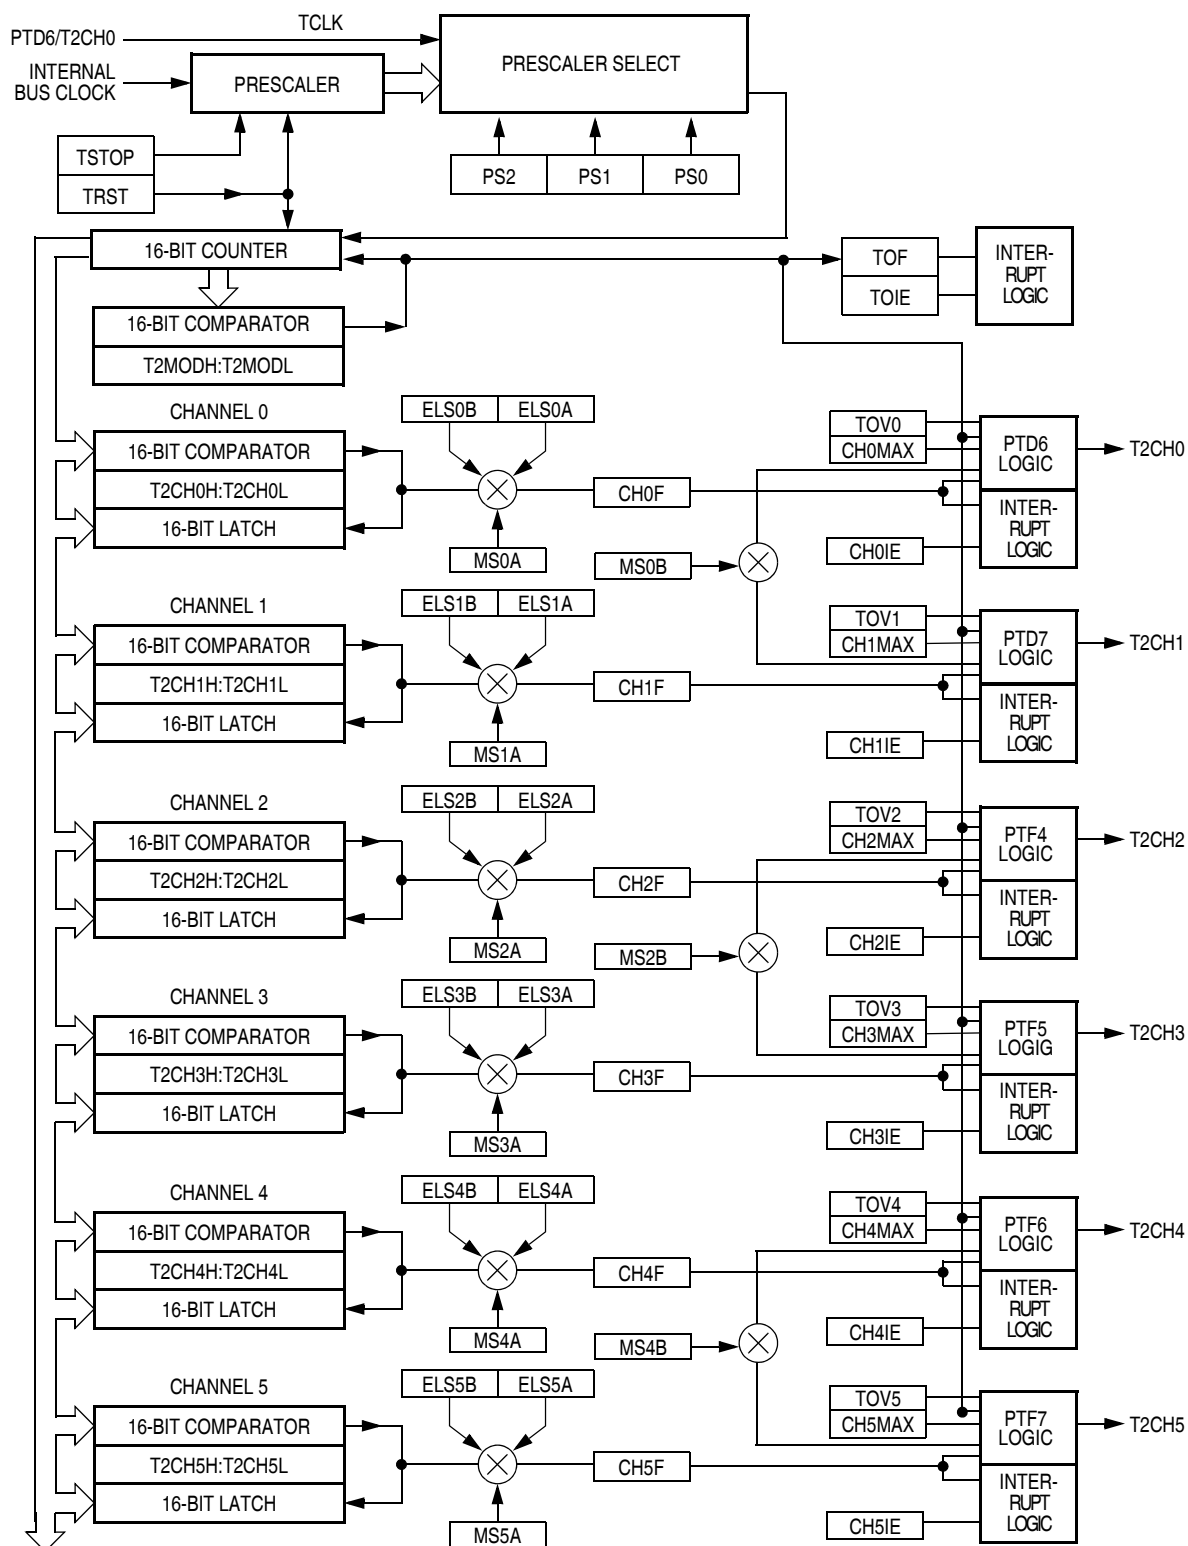 TCLK
PTD6/T2CH0
PRESCALER SELECT
INTERNAL
BUS CLOCK
PRESCALER
TSTOP
TRST
PS2 PS1 PS0
16-BIT COUNTER
TOF
TOIE
INTER-
RUPT
LOGIC
16-BIT COMPARATOR
T2MODH:T2MODL
CHANNEL 0
16-BIT COMPARATOR
T2CH0H:T2CH0L
16-BIT LATCH
ELS0B ELS0A
MS0A
CH0F
MS0B
TOV0
CH0MAX
CH0IE
PTD6
LOGIC
INTER-
RUPT
LOGIC
T2CH0
CHANNEL 1
16-BIT COMPARATOR
T2CH1H:T2CH1L
16-BIT LATCH
ELS1B ELS1A
MS1A
CH1F
TOV1
CH1MAX
CH1IE
PTD7
LOGIC
INTER-
RUPT
LOGIC
T2CH1
CHANNEL 2
16-BIT COMPARATOR
T2CH2H:T2CH2L
16-BIT LATCH
ELS2B ELS2A
MS2A
CH2F
MS2B
TOV2
CH2MAX
CH2IE
PTF4
LOGIC
INTER-
RUPT
LOGIC
T2CH2
CHANNEL 3
16-BIT COMPARATOR
T2CH3H:T2CH3L
16-BIT LATCH
ELS3B ELS3A
MS3A
CH3F
TOV3
CH3MAX
CH3IE
PTF5
LOGIG
INTER-
RUPT
LOGIC
T2CH3
CHANNEL 4
16-BIT COMPARATOR
T2CH4H:T2CH4L
16-BIT LATCH
ELS4B ELS4A
MS4A
CH4F
MS4B
TOV4
CH4MAX
CH4IE
PTF6
LOGIC
INTER-
RUPT
LOGIC
T2CH4
CHANNEL 5
16-BIT COMPARATOR
T2CH5H:T2CH5L
16-BIT LATCH
ELS5B ELS5A
MS5A
CH5F
TOV5
CH5MAX
CH5IE
PTF7
LOGIC
INTER-
RUPT
LOGIC
T2CH5